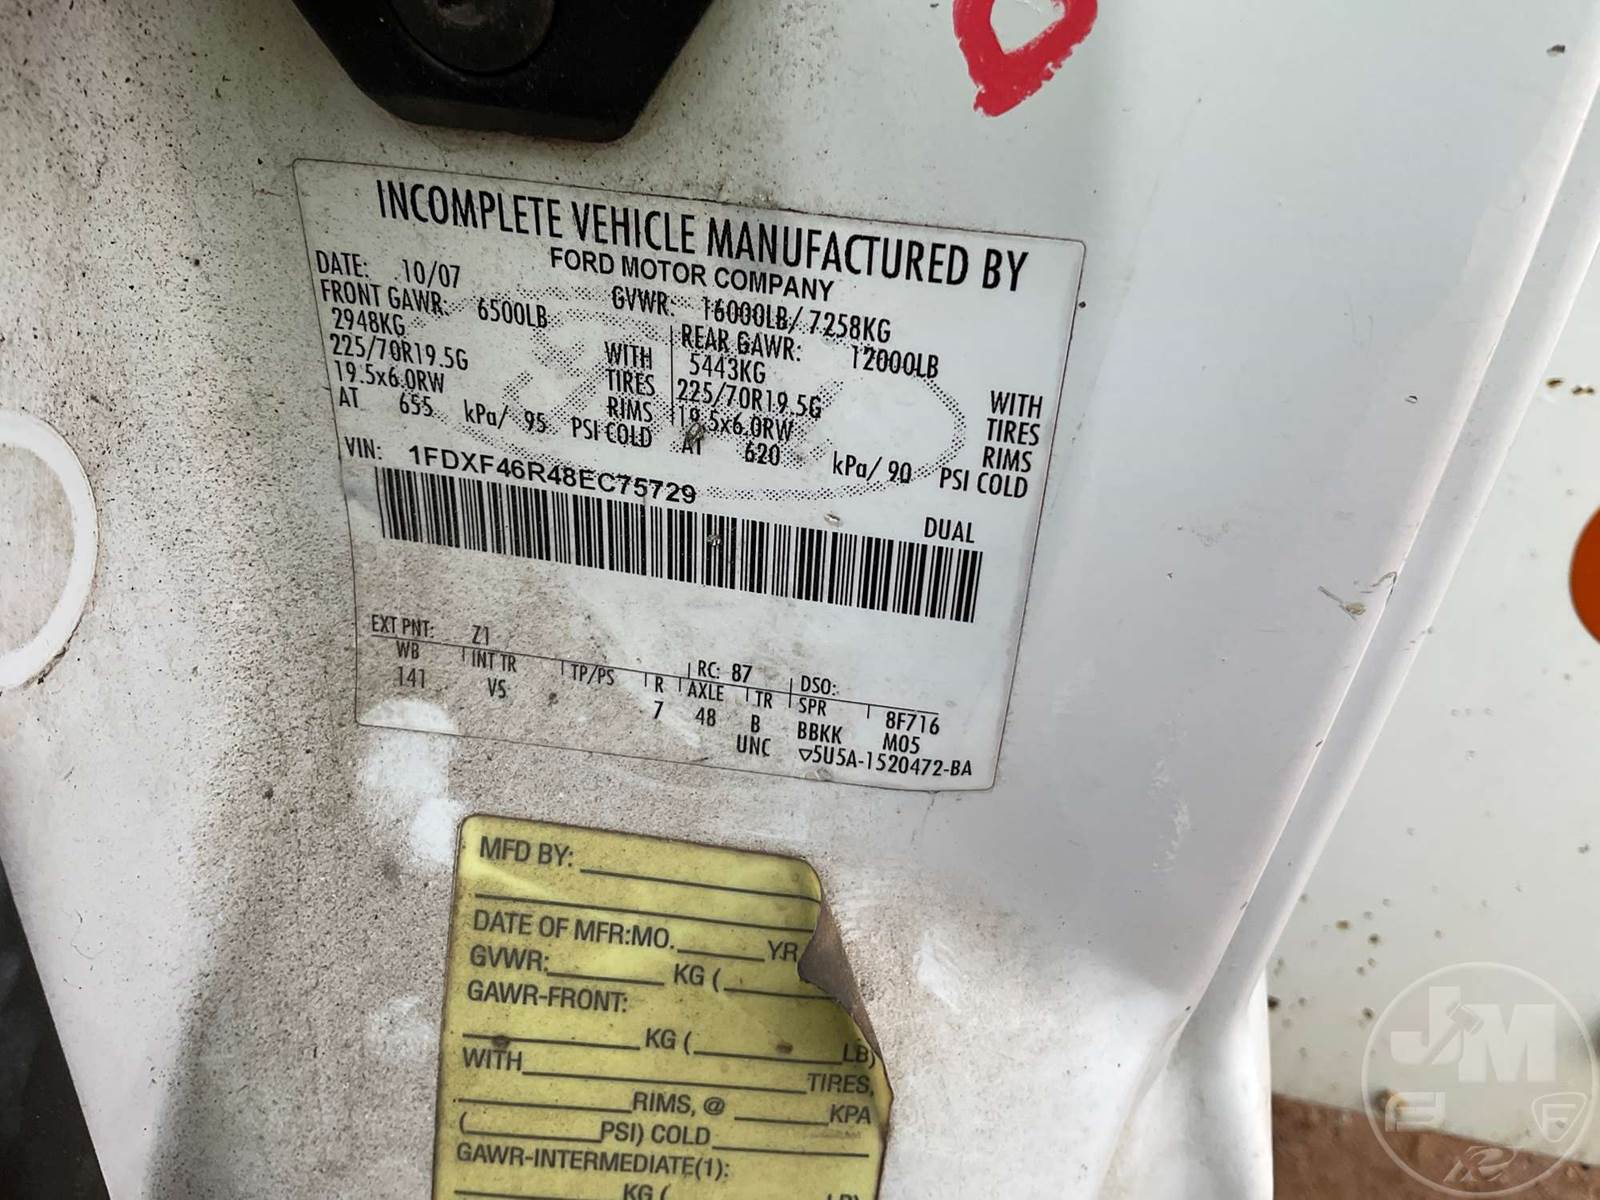 INCOMPLETE VEHICLE MANUFACTURED BY
FORD MOTOR COMPANY
DATE: 10/07 GVWR: 16000LB/ 7258KG
FRONT GAWR: 6500LB REAR GAWR: 12000LB
2948KG WITH 5443KG WITH
225/70R19.5G TIRES 225/70R19.5G TIRES
19.5x6.0RW RIMS 19.5x6.0RW RIMS
AT 655 kPa/ 95 PSI COLD AT 620 kPa/ 90 PSI COLD
VIN: 1FDXF46R48EC75729
DUAL
EXT PNT: Z1 RC: 87 DSO:
WB INT TR TP/PS R AXLE TR SPR 8F716
141 VS 7 48 B BBKK M05
UNC ▽5U5A-1520472-BA
MFD BY:
DATE OF MFR:MO. YR
GVWR: KG (
GAWR-FRONT:
KG ( LB)
WITH TIRES,
RIMS, @ KPA
( PSI) COLD
GAWR-INTERMEDIATE(1):
KG ( LB)
JM